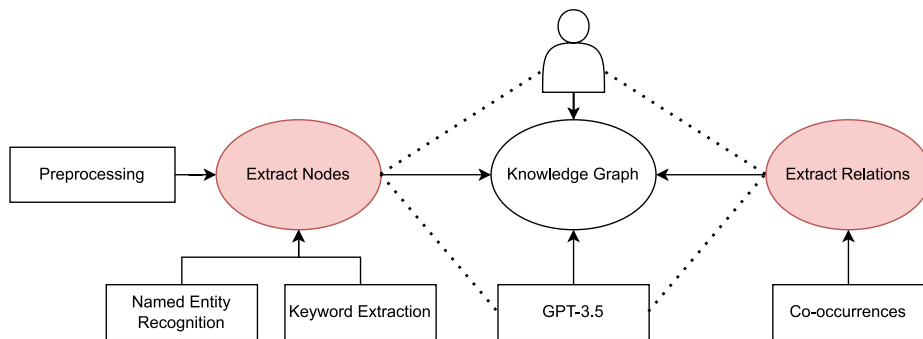 Preprocessing
Extract Nodes
Knowledge Graph
Extract Relations
Named Entity
Recognition
Keyword Extraction
GPT-3.5
Co-occurrences